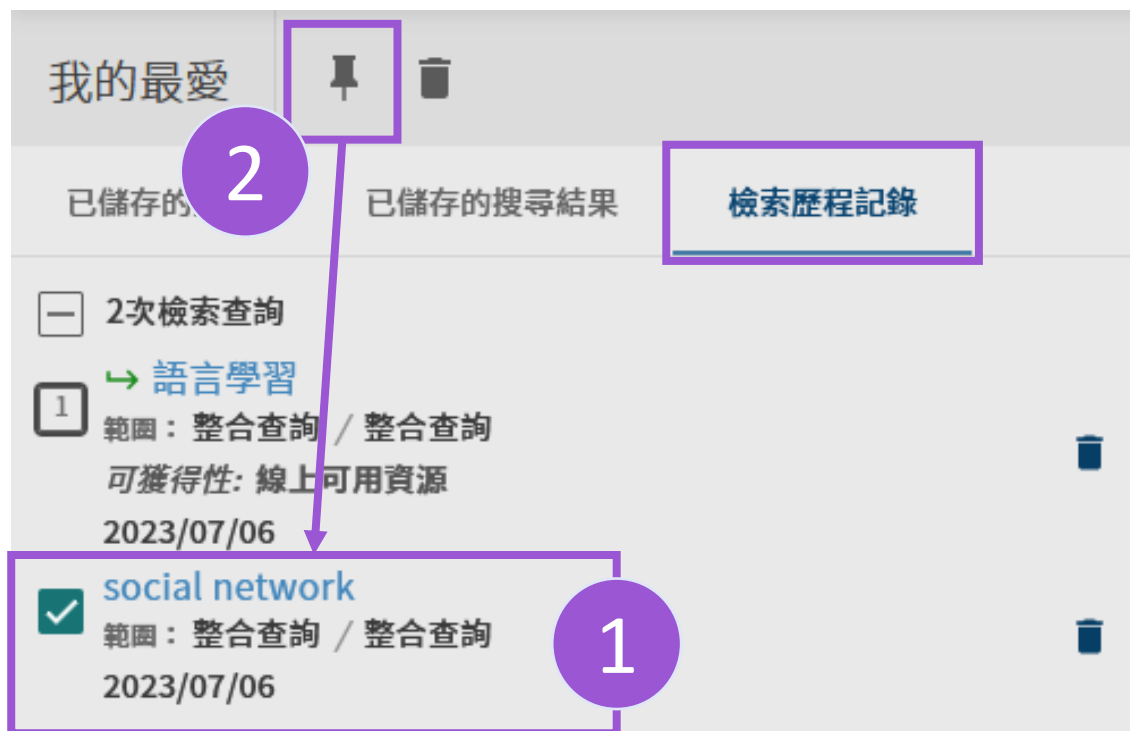 我的最愛
2
已儲存的
已儲存的搜尋結果
檢索歷程記錄
2次檢索查詢
語言學習
1
範圍：整合查詢 / 整合查詢
可獲得性: 線上可用資源
2023/07/06
social network
範圍：整合查詢 / 整合查詢
1
2023/07/06